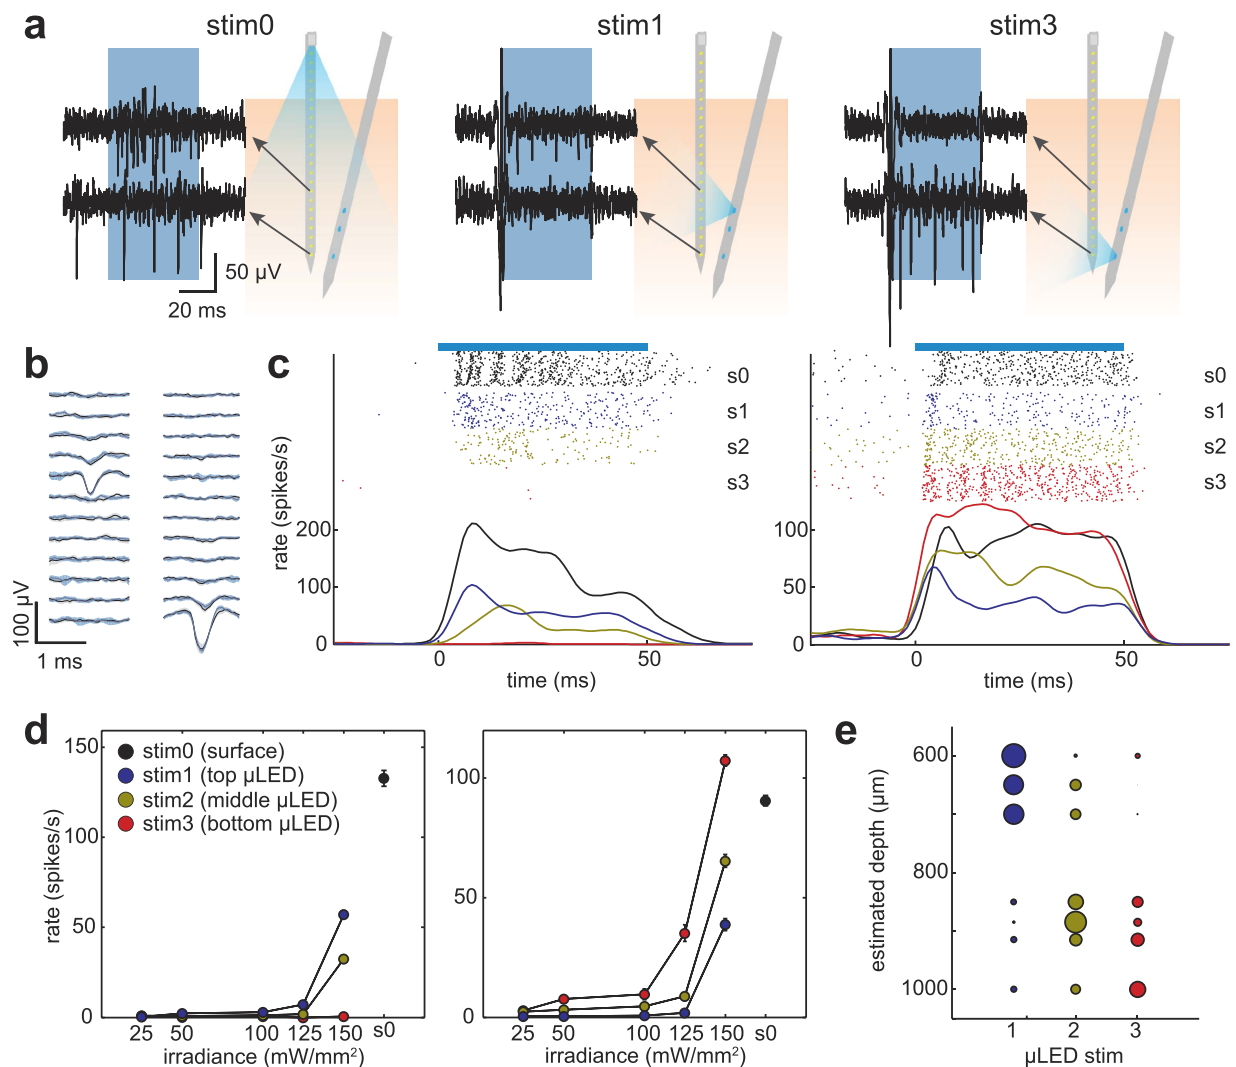 a
stim0
stim1
stim3
50 µV
20 ms
b
100 µV
1 ms
c
s0
s1
s2
s3
rate (spikes/s)
200
100
0
0
50
time (ms)
s0
s1
s2
s3
100
50
0
0
50
time (ms)
d
stim0 (surface)
stim1 (top µLED)
stim2 (middle µLED)
stim3 (bottom µLED)
rate (spikes/s)
150
100
50
0
25
50
100
125
150
s0
irradiance (mW/mm²)
100
50
0
25
50
100
125
150
s0
irradiance (mW/mm²)
e
estimated depth (µm)
600
800
1000
1
2
3
µLED stim